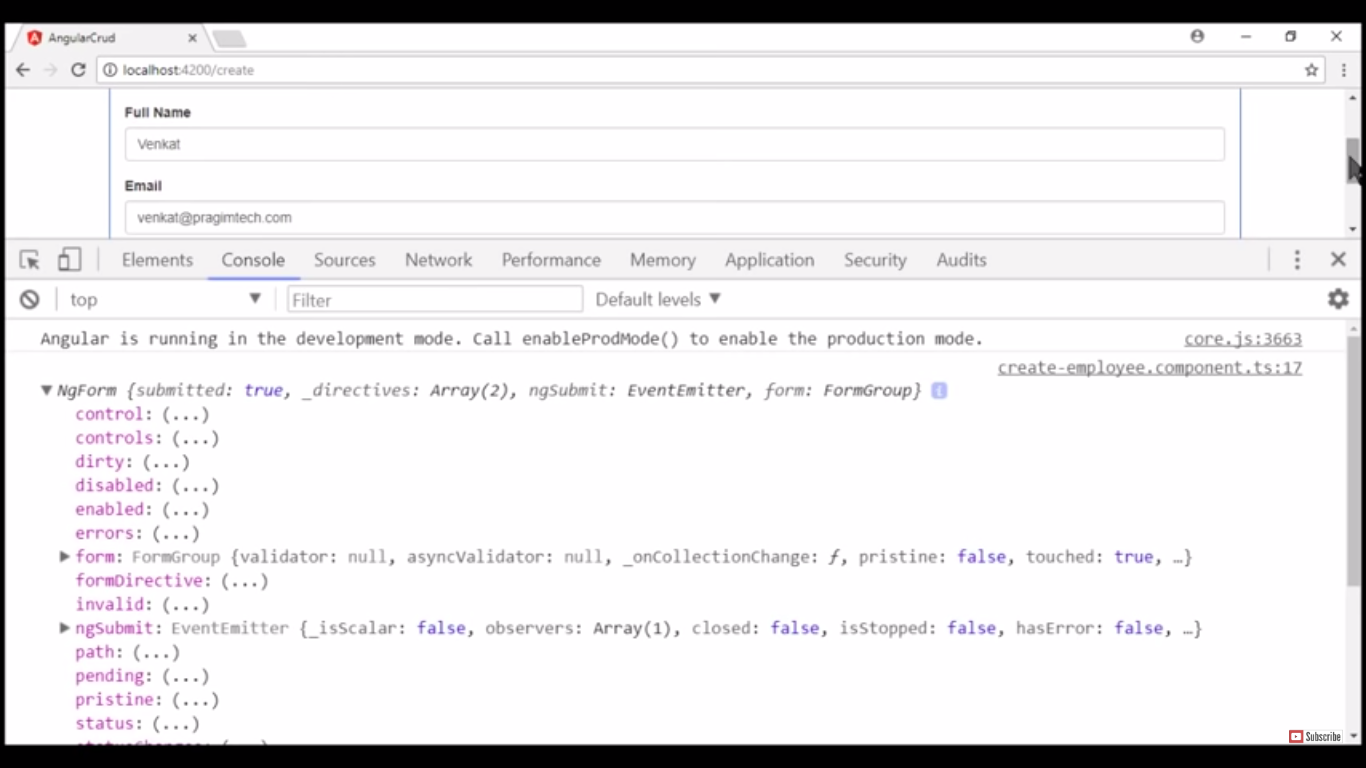 AngularCrud
localhost:4200/create
Full Name
Venkat
Email
venkat@pragimtech.com
Elements Console Sources Network Performance Memory Application Security Audits
top Filter Default levels
Angular is running in the development mode. Call enableProdMode() to enable the production mode. core.js:3663
create-employee.component.ts:17
NgForm {submitted: true, _directives: Array(2), ngSubmit: EventEmitter, form: FormGroup}
control: (...)
controls: (...)
dirty: (...)
disabled: (...)
enabled: (...)
errors: (...)
form: FormGroup {validator: null, asyncValidator: null, _onCollectionChange: ƒ, pristine: false, touched: true, …}
formDirective: (...)
invalid: (...)
ngSubmit: EventEmitter {_isScalar: false, observers: Array(1), closed: false, isStopped: false, hasError: false, …}
path: (...)
pending: (...)
pristine: (...)
status: (...)
Subscribe